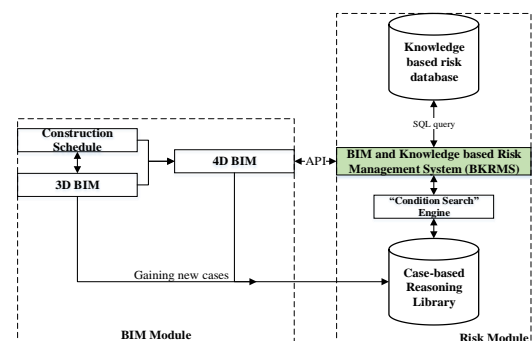 Knowledge
based risk
database
SQL query
Construction
Schedule
3D BIM
4D BIM
API
BIM and Knowledge based Risk
Management System (BKRMS)
“Condition Search”
Engine
Gaining new cases
Case-based
Reasoning
Library
BIM Module
Risk Module